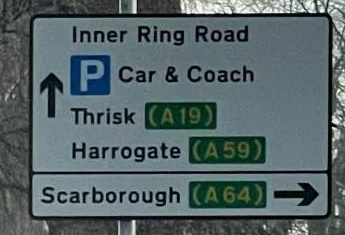 Inner Ring Road
P Car & Coach
Thrisk (A19)
Harrogate (A59)
Scarborough (A64)